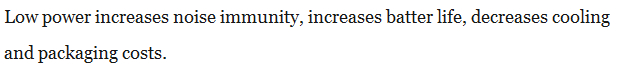 Low power increases noise immunity, increases batter life, decreases cooling
and packaging costs.